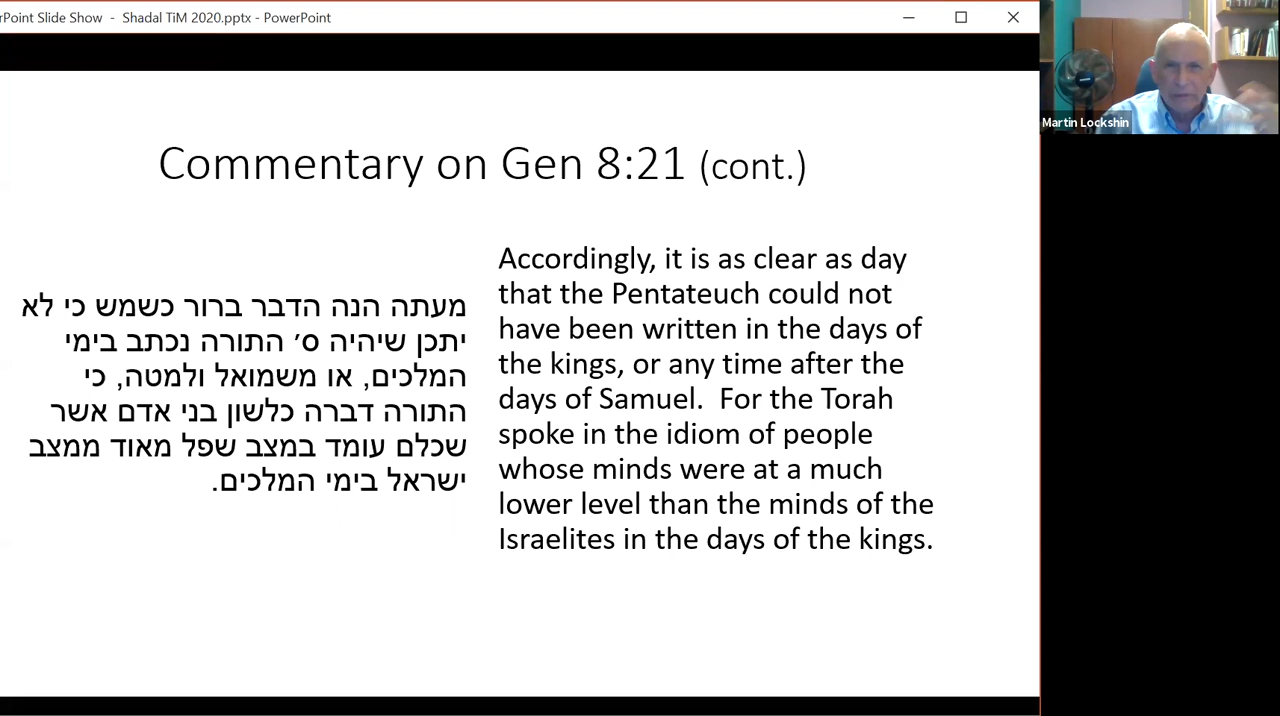 rPoint Slide Show - Shadal TiM 2020.pptx - PowerPoint
Martin Lockshin
Commentary on Gen 8:21 (cont.)
מעתה הנה הדבר ברור כשמש כי לא
יתכן שיהיה ס׳ התורה נכתב בימי
המלכים, או משמואל ולמטה, כי
התורה דברה כלשון בני אדם אשר
שכלם עומד במצב שפל מאוד ממצב
ישראל בימי המלכים.
Accordingly, it is as clear as day
that the Pentateuch could not
have been written in the days of
the kings, or any time after the
days of Samuel.  For the Torah
spoke in the idiom of people
whose minds were at a much
lower level than the minds of the
Israelites in the days of the kings.